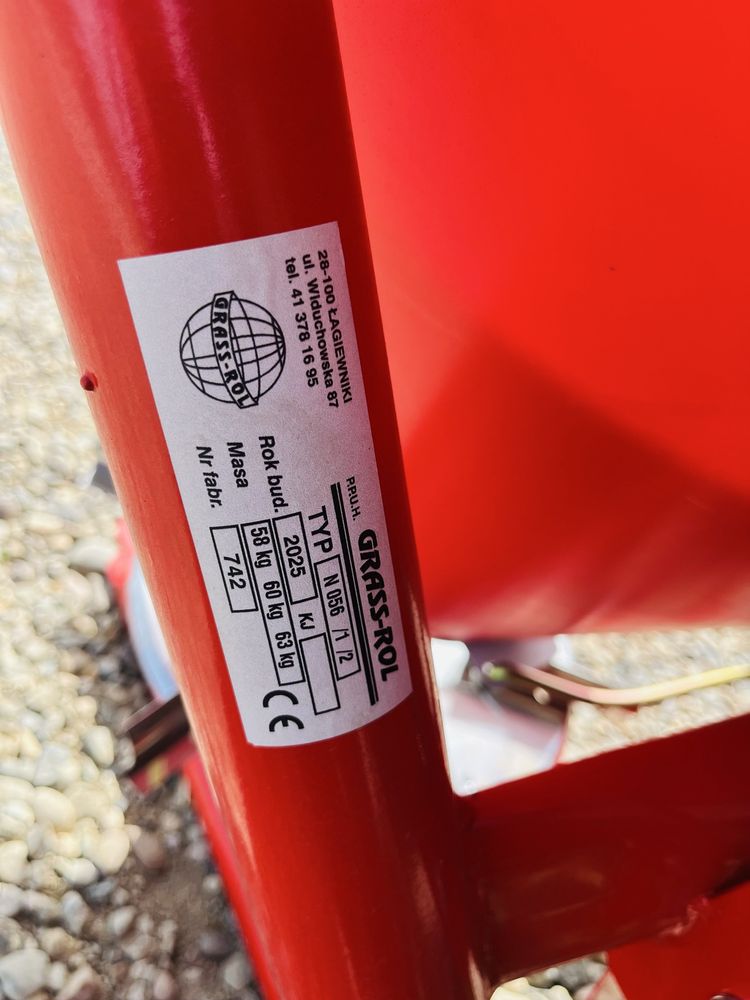 P.P.U.H. GRASS-ROL
TYP N 056 /1 /2
Rok bud. 2025 KJ
Masa 58 kg 60 kg 63 kg
Nr fabr. 742
CE
28-100 ŁAGIEWNIKI
ul. Widuchowska 87
tel. 41 378 16 95
GRASS-ROL